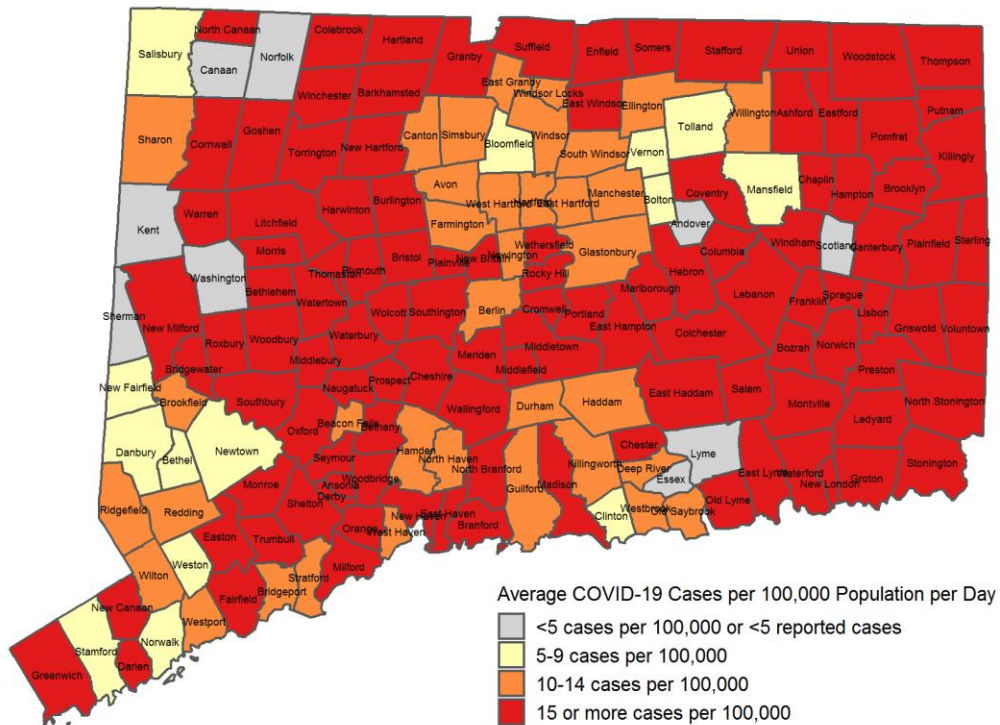 North Canaan
Colebrook
Hartland
Salisbury
Canaan
Norfolk
Granby
Suffield
Enfield
Somers
Stafford
Union
Woodstock
Thompson
East Granby
Windsor Locks
Winchester
Barkhamsted
East Windsor
Ellington
Willington
Ashford
Eastford
Putnam
Sharon
Cornwall
Goshen
Torrington
New Hartford
Canton
Simsbury
Bloomfield
Windsor
South Windsor
Vernon
Tolland
Pomfret
Killingly
Avon
West Hartford
Hartford
East Hartford
Manchester
Bolton
Coventry
Mansfield
Chaplin
Hampton
Brooklyn
Kent
Warren
Litchfield
Harwinton
Burlington
Farmington
Andover
Windham
Scotland
Canterbury
Plainfield
Sterling
Washington
Morris
Bethlehem
Thomaston
Plymouth
Bristol
Plainville
New Britain
Newington
Wethersfield
Rocky Hill
Glastonbury
Hebron
Columbia
Marlborough
Lebanon
Franklin
Sprague
Lisbon
Griswold
Voluntown
Sherman
New Milford
Roxbury
Woodbury
Watertown
Waterbury
Wolcott
Southington
Berlin
Cromwell
Portland
East Hampton
Colchester
Bozrah
Norwich
Preston
Bridgewater
Middlebury
Naugatuck
Prospect
Cheshire
Meriden
Middletown
Middlefield
New Fairfield
Brookfield
Southbury
Oxford
Beacon Falls
Bethany
Wallingford
Durham
Haddam
East Haddam
Salem
Montville
Ledyard
North Stonington
Danbury
Bethel
Newtown
Seymour
Hamden
North Haven
North Branford
Killingworth
Chester
Deep River
Lyme
Essex
Ridgefield
Redding
Monroe
Shelton
Ansonia
Derby
Woodbridge
Guilford
Madison
Clinton
Westbrook
Old Saybrook
Old Lyme
East Lyme
Waterford
New London
Groton
Stonington
Wilton
Weston
Easton
Trumbull
Orange
West Haven
New Haven
East Haven
Branford
Milford
Stratford
Bridgeport
Fairfield
Westport
New Canaan
Norwalk
Greenwich
Stamford
Darien
Average COVID-19 Cases per 100,000 Population per Day
<5 cases per 100,000 or <5 reported cases
5-9 cases per 100,000
10-14 cases per 100,000
15 or more cases per 100,000